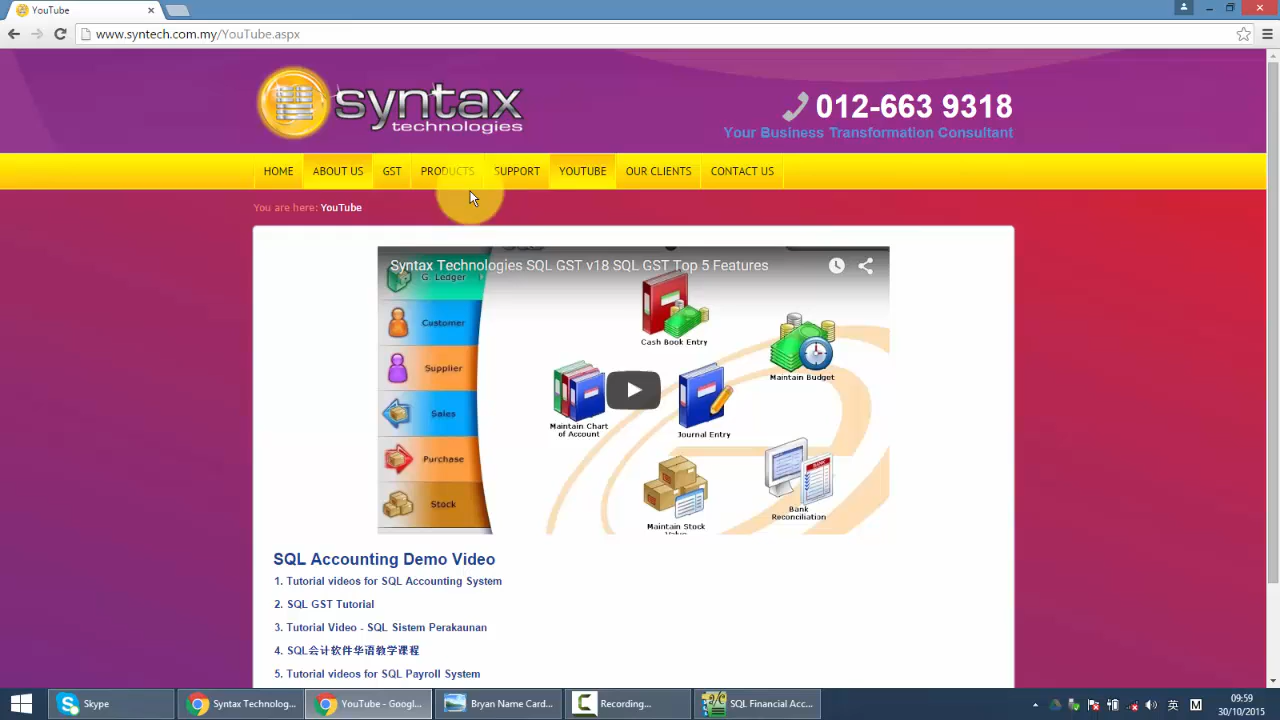 YouTube
www.syntech.com.my/YouTube.aspx
syntax
technologies
012-663 9318
Your Business Transformation Consultant
HOME ABOUT US GST PRODUCTS SUPPORT YOUTUBE OUR CLIENTS CONTACT US
You are here: YouTube
Syntax Technologies SQL GST v18 SQL GST Top 5 Features
G. Ledger
Customer
Supplier
Sales
Purchase
Stock
Cash Book Entry
Maintain Budget
Maintain Chart
of Account
Journal Entry
Maintain Stock
Value
Bank
Reconciliation
SQL Accounting Demo Video
1. Tutorial videos for SQL Accounting System
2. SQL GST Tutorial
3. Tutorial Video - SQL Sistem Perakaunan
4. SQL会计软件华语教学课程
5. Tutorial videos for SQL Payroll System
Skype
Syntax Technolog...
YouTube - Googl...
Bryan Name Card...
Recording...
SQL Financial Acc...
英
M
09:59
30/10/2015